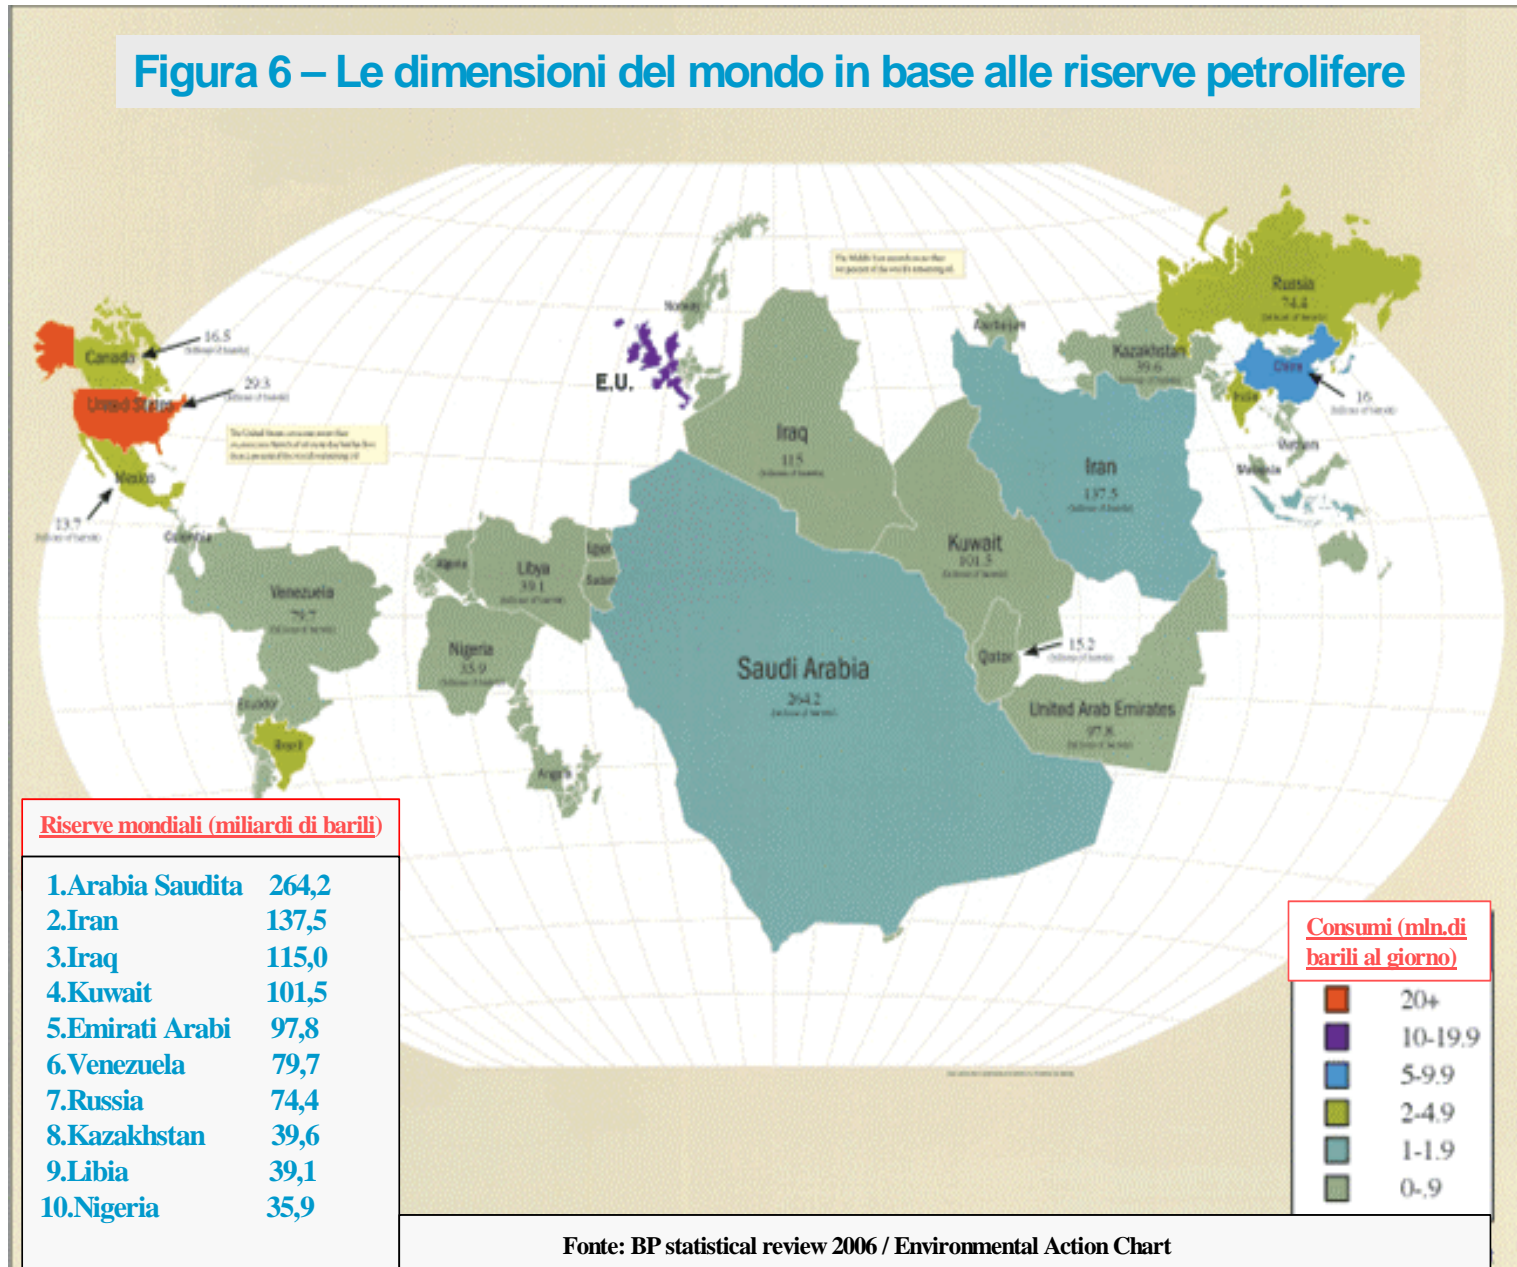 Figura 6 – Le dimensioni del mondo in base alle riserve petrolifere
Norway
Russia
74.4
Azerbaijan
Canada
16.5
Kazakhstan
39.6
China
29.3
United States
E.U.
India
16
Iraq
115
Iran
137.5
Vietnam
Malaysia
Mexico
13.7
Colombia
Kuwait
101.5
Egypt
Algeria
Libya
39.1
Sudan
Venezuela
79.7
Nigeria
35.9
Saudi Arabia
264.2
Qatar
15.2
Ecuador
United Arab Emirates
97.8
Brazil
Angola
Riserve mondiali (miliardi di barili)
1.Arabia Saudita 264,2
2.Iran 137,5
3.Iraq 115,0
4.Kuwait 101,5
5.Emirati Arabi 97,8
6.Venezuela 79,7
7.Russia 74,4
8.Kazakhstan 39,6
9.Libia 39,1
10.Nigeria 35,9
Consumi (mln.di
barili al giorno)
20+
10-19.9
5-9.9
2-4.9
1-1.9
0-.9
Fonte: BP statistical review 2006 / Environmental Action Chart